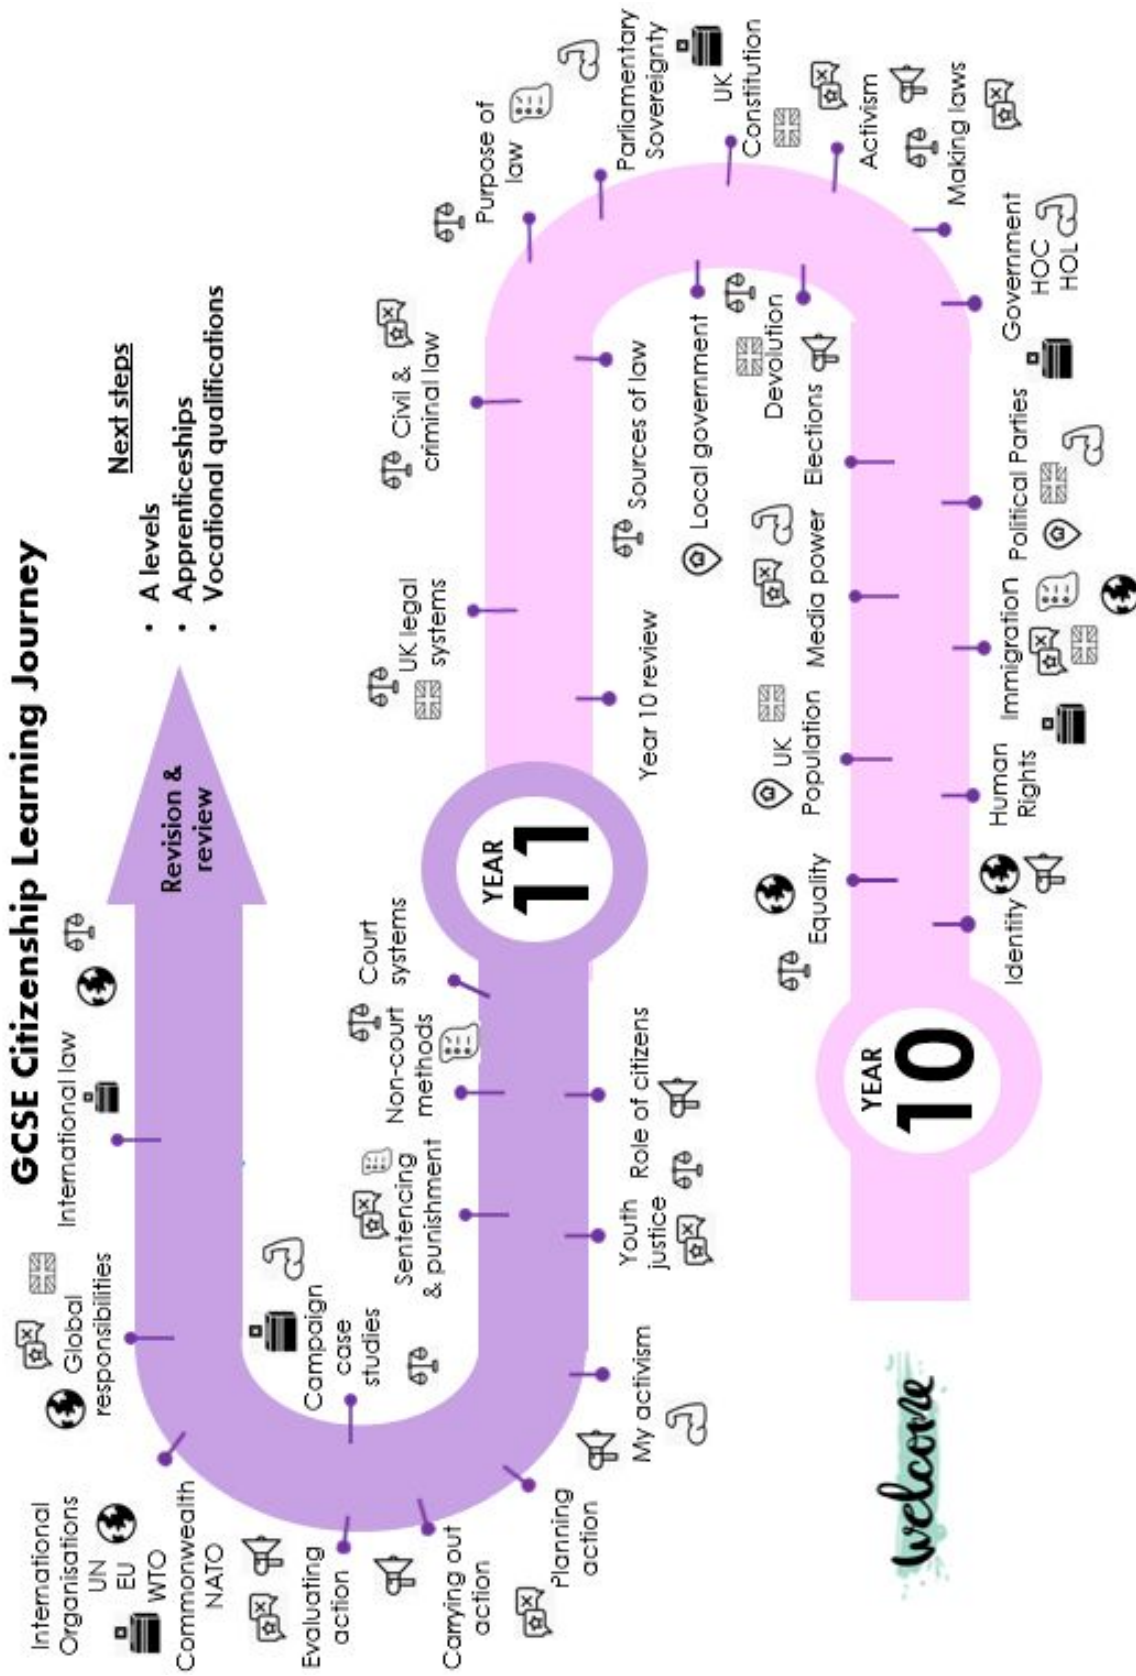 GCSE Citizenship Learning Journey
Next steps
• A levels
• Apprenticeships
• Vocational qualifications
Revision &
review
International law
Global
responsibilities
International
Organisations
UN
EU
WTO
Commonwealth
NATO
Evaluating
action
Carrying out
action
Planning
action
Campaign
case
studies
My activism
Sentencing
& punishment
Youth
justice
Non-court
methods
Role of citizens
Court
systems
YEAR
11
Year 10 review
UK legal
systems
Sources of law
Civil &
criminal law
Purpose of
law
Parliamentary
Sovereignty
UK
Constitution
Local government
Activism
Devolution
Making laws
Government
HOC
HOL
Elections
Political Parties
Media power
Immigration
UK
Population
Human
Rights
Equality
Identity
YEAR
10
welcome